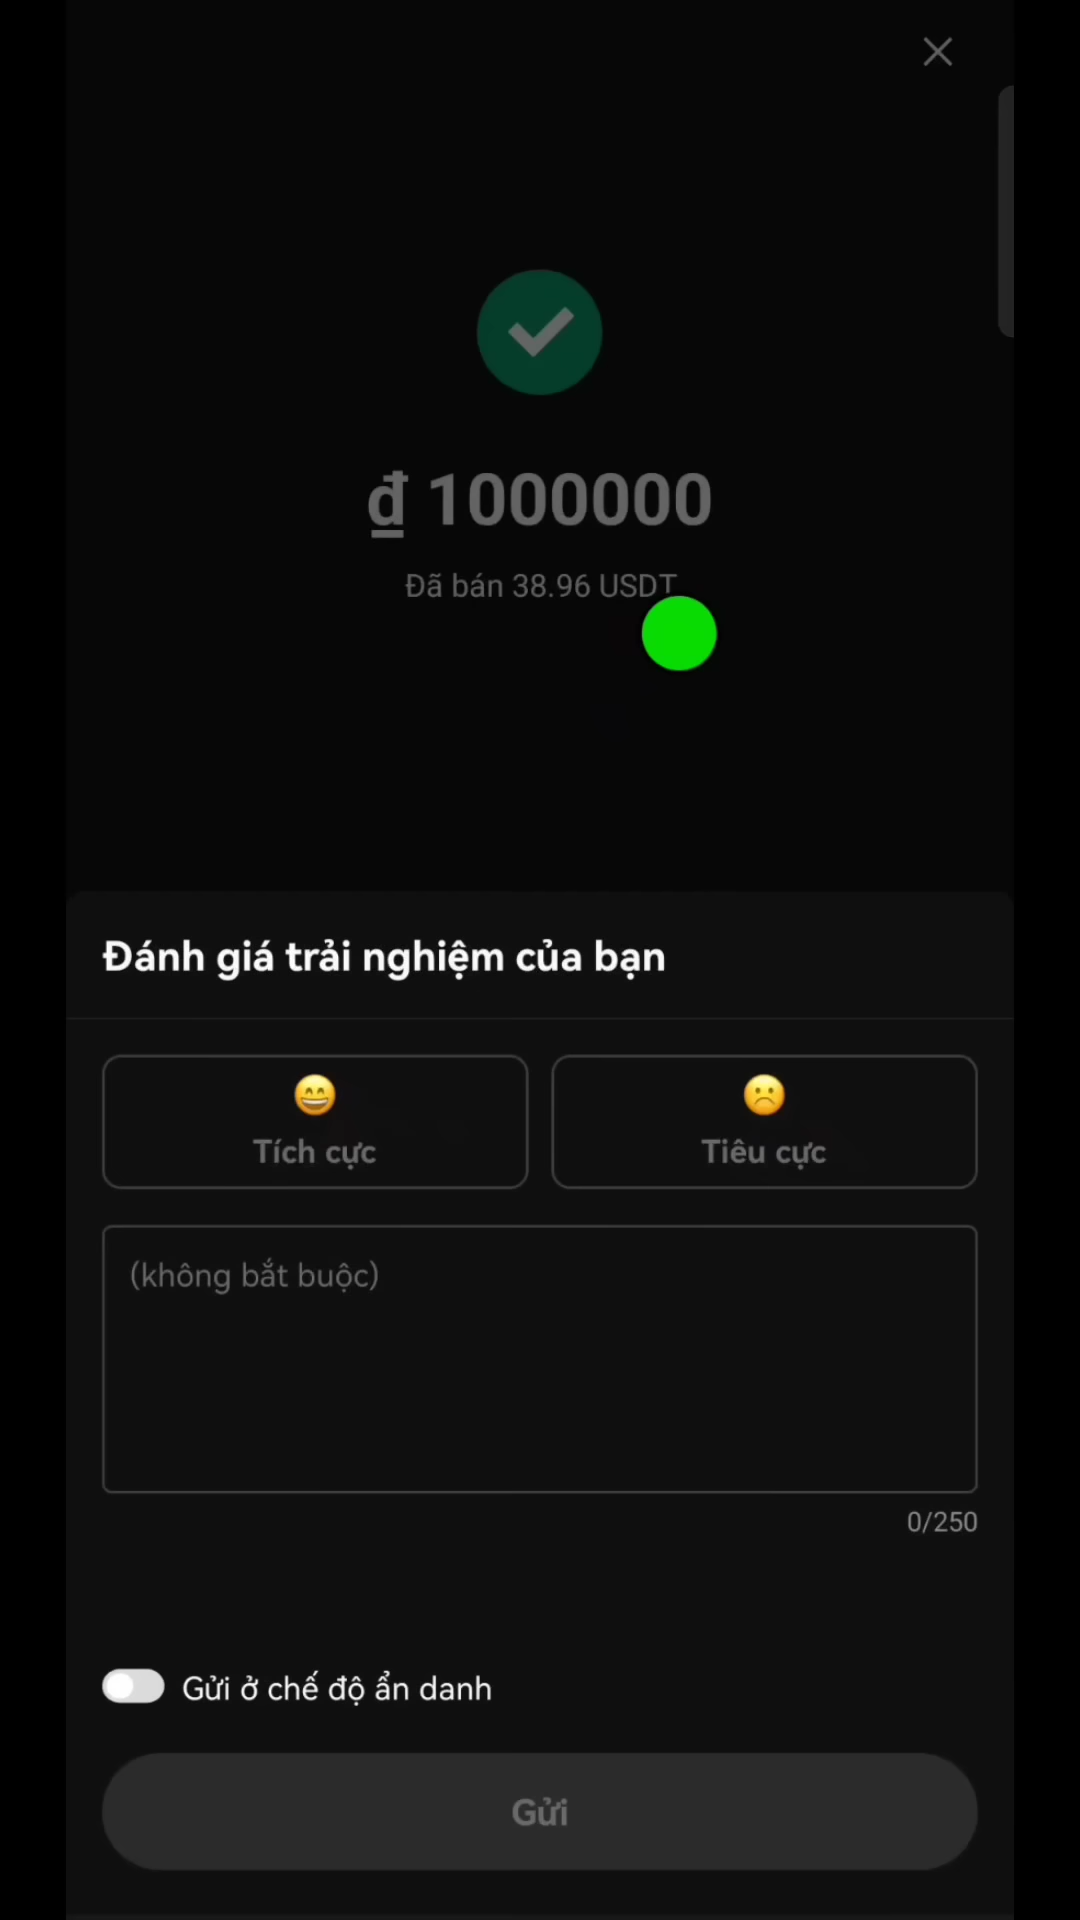 ₫ 1000000
Đã bán 38.96 USDT
Đánh giá trải nghiệm của bạn
Tích cực
Tiêu cực
(không bắt buộc)
0/250
Gửi ở chế độ ẩn danh
Gửi